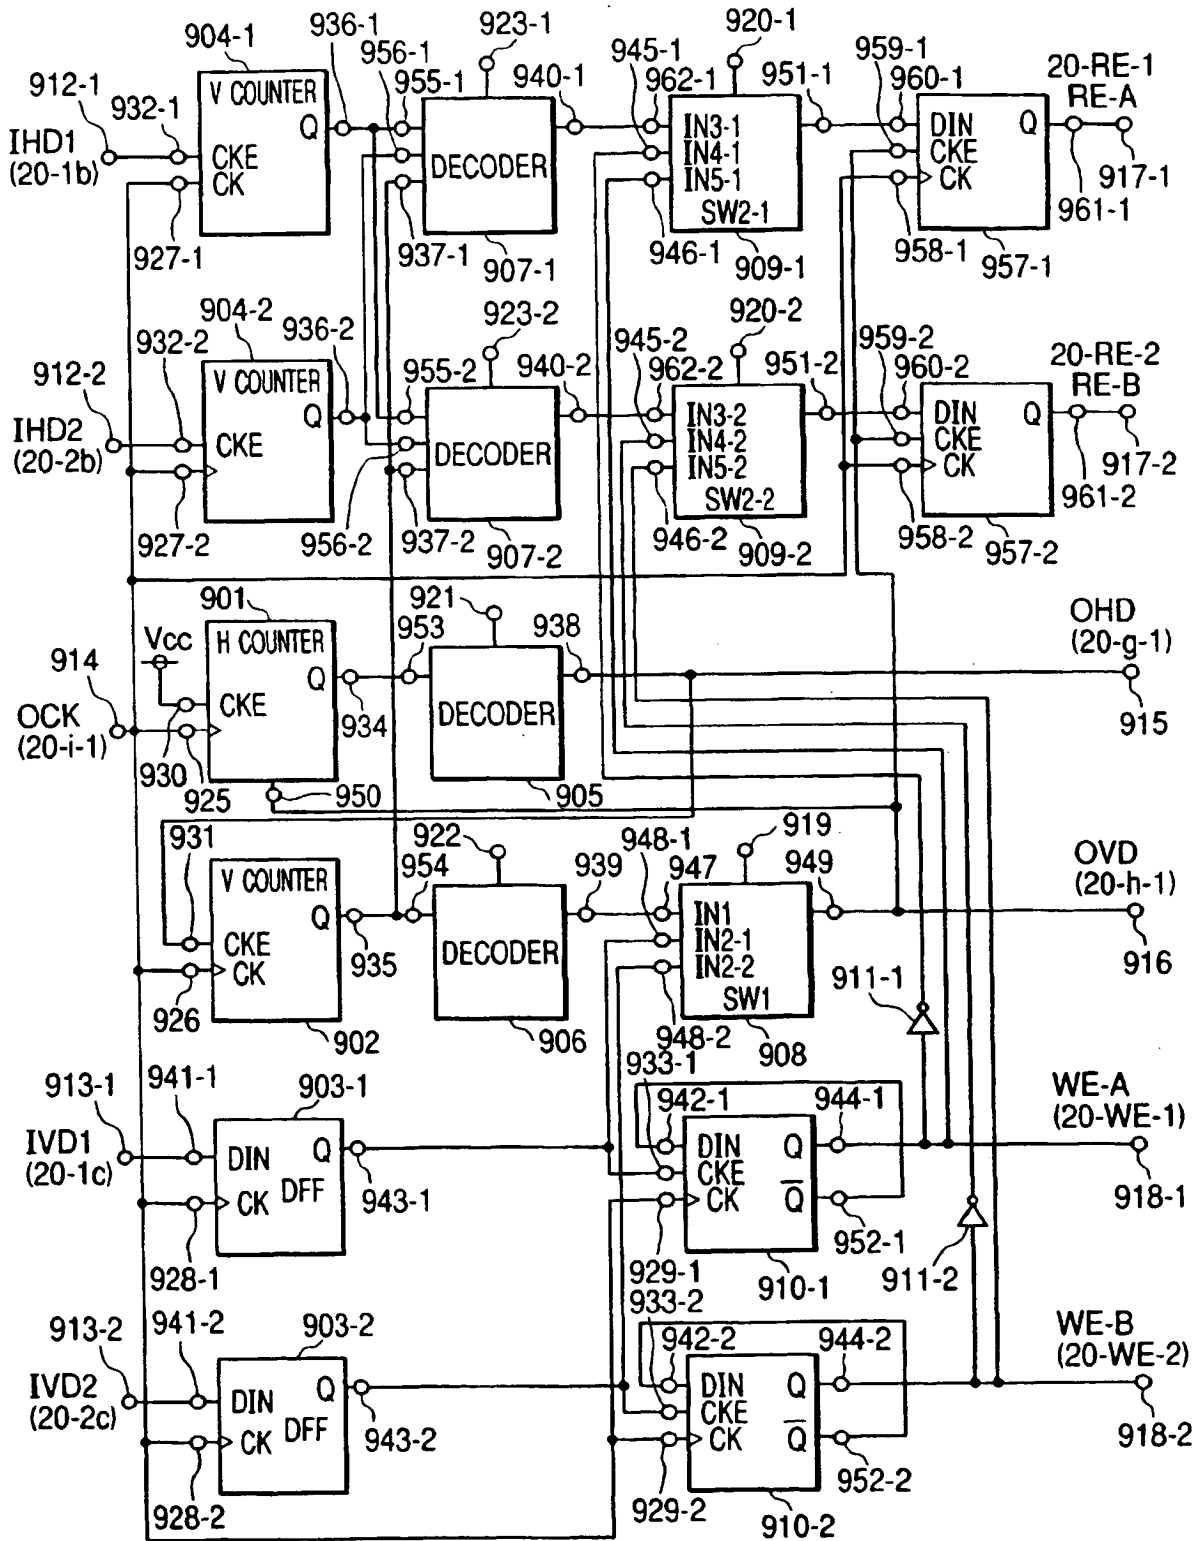 904-1
936-1
956-1
923-1
955-1
940-1
945-1
920-1
962-1
951-1
959-1
960-1
20-RE-1
RE-A
912-1
932-1
V COUNTER
Q
CKE
CK
DECODER
IN3-1
IN4-1
IN5-1
SW2-1
DIN
CKE
CK
Q
IHD1
(20-1b)
927-1
937-1
907-1
946-1
909-1
958-1
957-1
961-1
917-1
904-2
936-2
923-2
955-2
940-2
945-2
920-2
962-2
951-2
959-2
960-2
20-RE-2
RE-B
912-2
932-2
V COUNTER
Q
CKE
DECODER
IN3-2
IN4-2
IN5-2
SW2-2
DIN
CKE
CK
Q
IHD2
(20-2b)
927-2
956-2
937-2
907-2
946-2
909-2
958-2
957-2
961-2
917-2
901
Vcc
914
H COUNTER
Q
CKE
953
921
938
DECODER
OHD
(20-g-1)
915
OCK
(20-i-1)
930
925
950
934
905
931
V COUNTER
Q
CKE
CK
954
922
939
DECODER
948-1
947
919
949
IN1
IN2-1
IN2-2
SW1
OVD
(20-h-1)
916
926
902
935
906
948-2
908
911-1
913-1
941-1
903-1
IVD1
(20-1c)
DIN
Q
DFF
CK
943-1
928-1
933-1
942-1
944-1
DIN
CKE
CK
Q
Q
WE-A
(20-WE-1)
918-1
929-1
952-1
910-1
911-2
913-2
941-2
903-2
IVD2
(20-2c)
DIN
Q
DFF
CK
943-2
928-2
933-2
942-2
944-2
DIN
CKE
CK
Q
Q
WE-B
(20-WE-2)
918-2
929-2
952-2
910-2